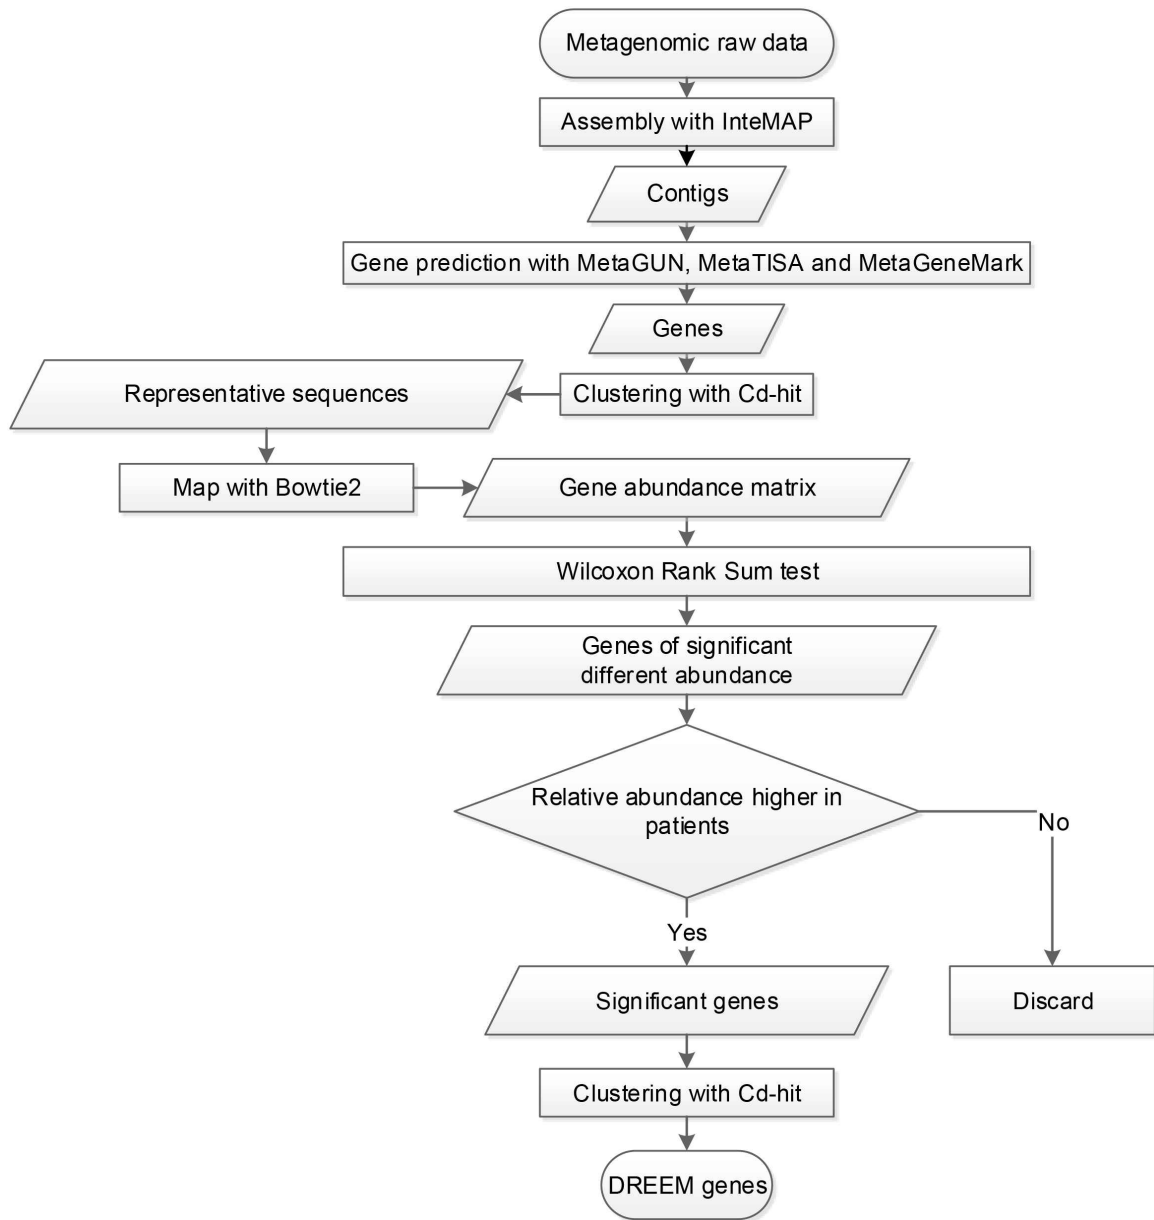 Metagenomic raw data
Assembly with InteMAP
Contigs
Gene prediction with MetaGUN, MetaTISA and MetaGeneMark
Genes
Clustering with Cd-hit
Representative sequences
Map with Bowtie2
Gene abundance matrix
Wilcoxon Rank Sum test
Genes of significant
different abundance
Relative abundance higher in
patients
No
Yes
Significant genes
Discard
Clustering with Cd-hit
DREEM genes